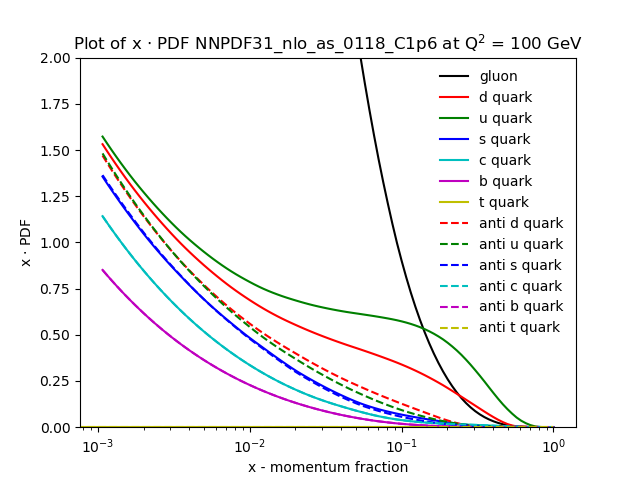 Plot of x · PDF NNPDF31_nlo_as_0118_C1p6 at Q² = 100 GeV
2.00
1.75
1.50
1.25
1.00
0.75
0.50
0.25
0.00
x · PDF
gluon
d quark
u quark
s quark
c quark
b quark
t quark
anti d quark
anti u quark
anti s quark
anti c quark
anti b quark
anti t quark
10⁻³ 10⁻² 10⁻¹ 10⁰
x - momentum fraction